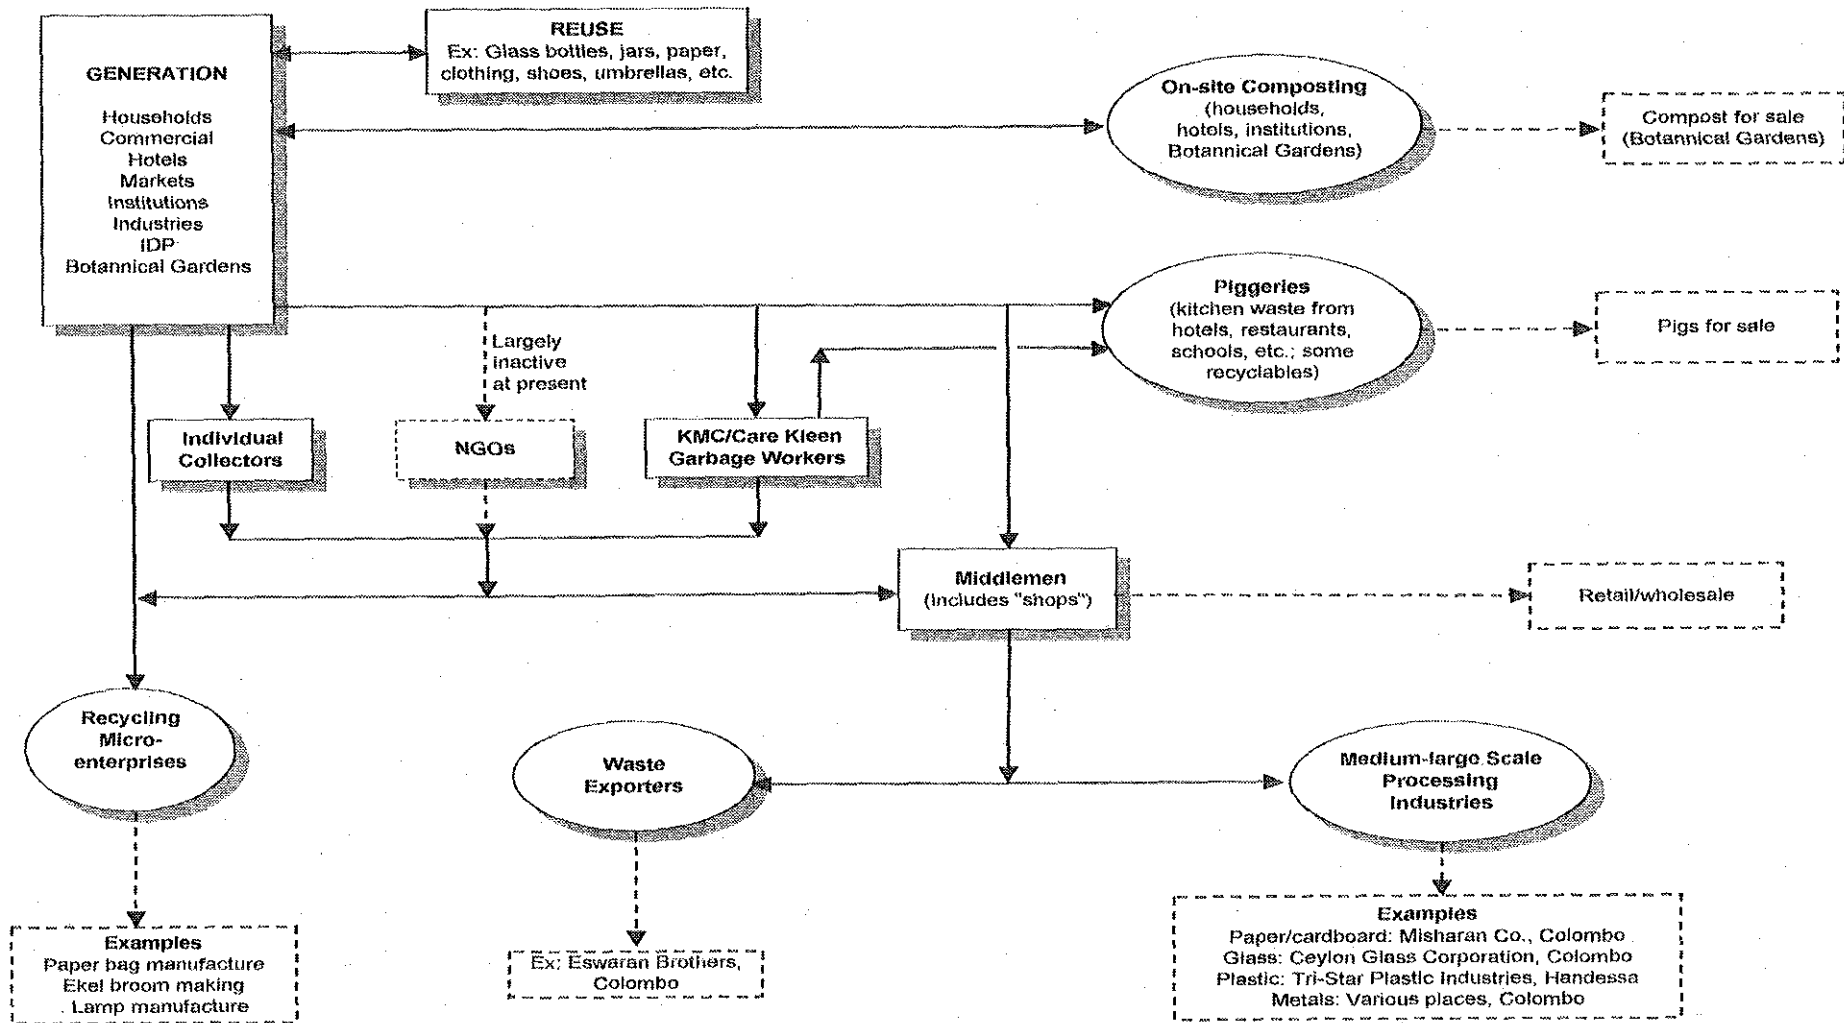 GENERATION
Households
Commercial
Hotels
Markets
Institutions
Industries
IDP
Botannical Gardens
REUSE
Ex: Glass bottles, jars, paper,
clothing, shoes, umbrellas, etc.
On-site Composting
(households,
hotels, institutions,
Botannical Gardens)
Compost for sale
(Botannical Gardens)
Piggeries
(kitchen waste from
hotels, restaurants,
schools, etc.; some
recyclables)
Pigs for sale
Largely
inactive
at present
Individual
Collectors
NGOs
KMC/Care Kleen
Garbage Workers
Middlemen
(includes "shops")
Retail/wholesale
Recycling
Micro-
enterprises
Waste
Exporters
Medium-large Scale
Processing
Industries
Examples
Paper bag manufacture
Ekel broom making
Lamp manufacture
Ex: Eswaran Brothers,
Colombo
Examples
Paper/cardboard: Misharan Co., Colombo
Glass: Ceylon Glass Corporation, Colombo
Plastic: Tri-Star Plastic Industries, Handessa
Metals: Various places, Colombo